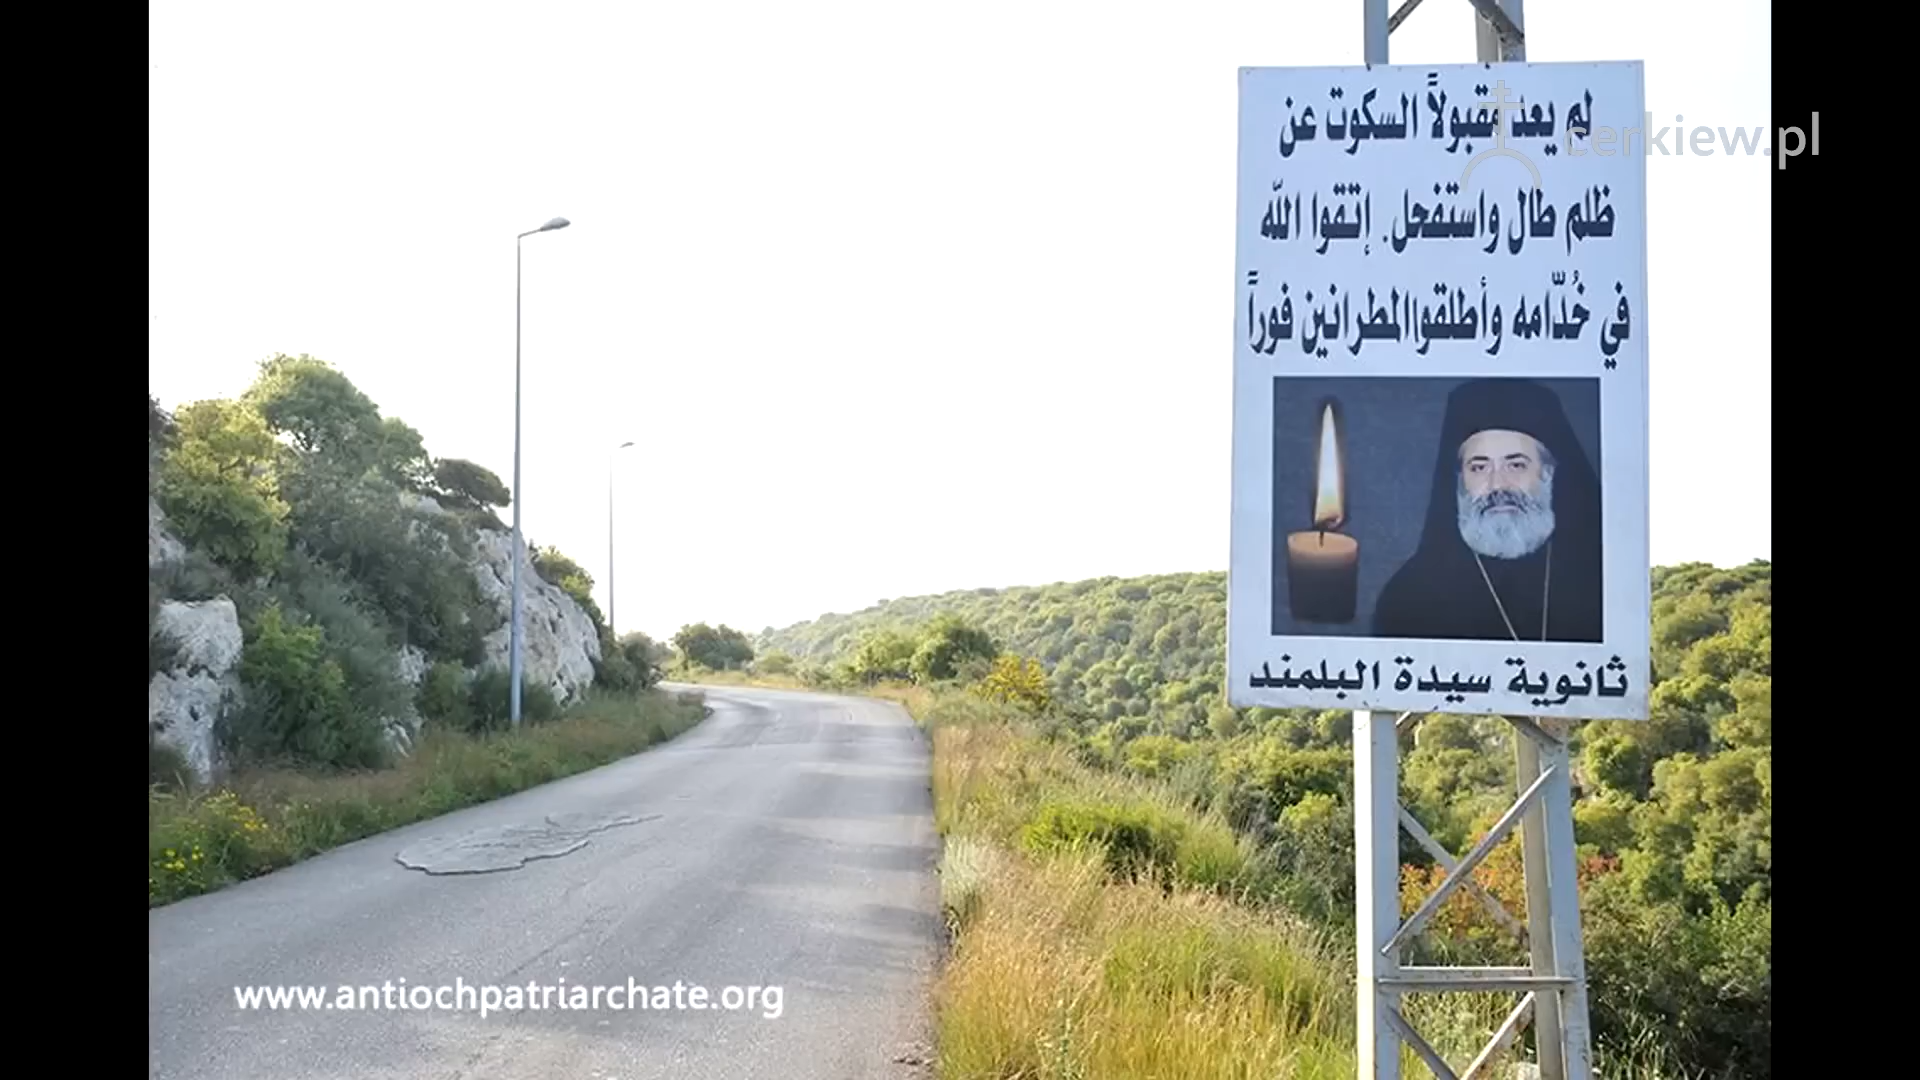 لم يعد مقبولاً السكوت عن
ظلم طال واستفحل. إتقوا الله
في خُدّامه وأطلقوا المطرانين فوراً
ثانوية سيدة البلمند
cerkiew.pl
www.antiochpatriarchate.org